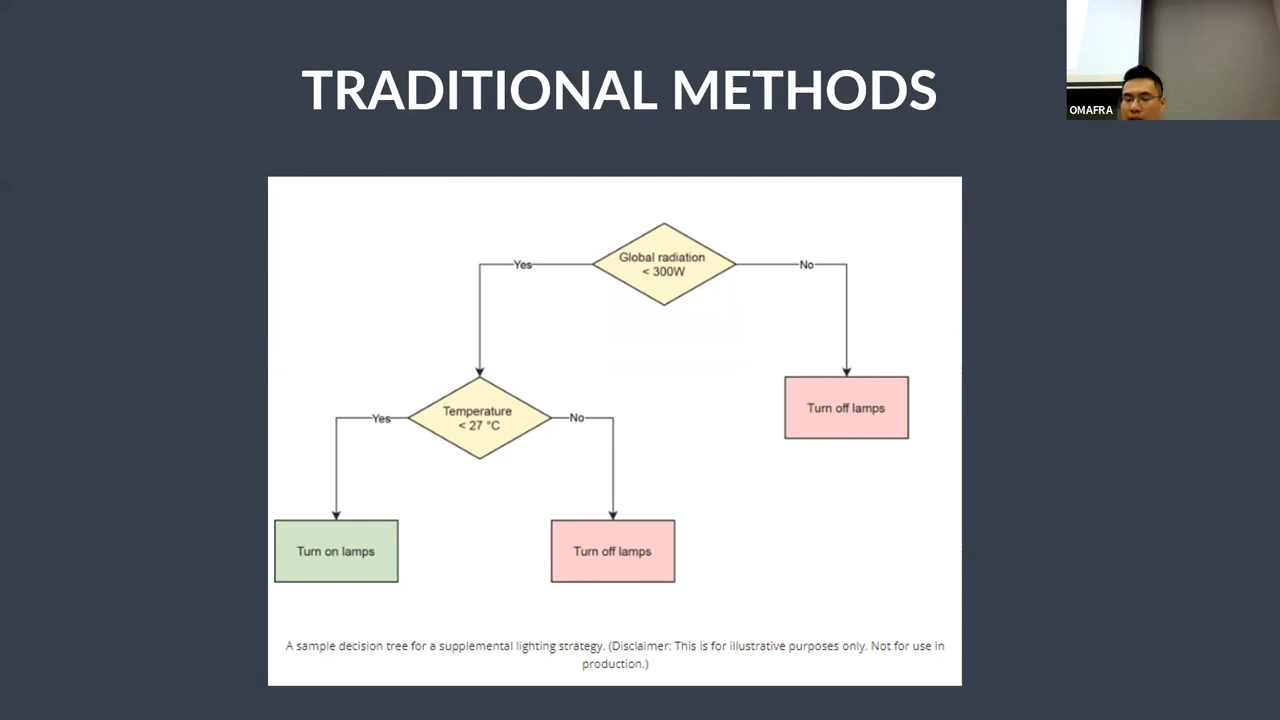 TRADITIONAL METHODS
OMAFRA
Global radiation
< 300W
Yes
No
Temperature
< 27 °C
Turn off lamps
Yes
No
Turn on lamps
Turn off lamps
A sample decision tree for a supplemental lighting strategy. (Disclaimer: This is for illustrative purposes only. Not for use in
production.)